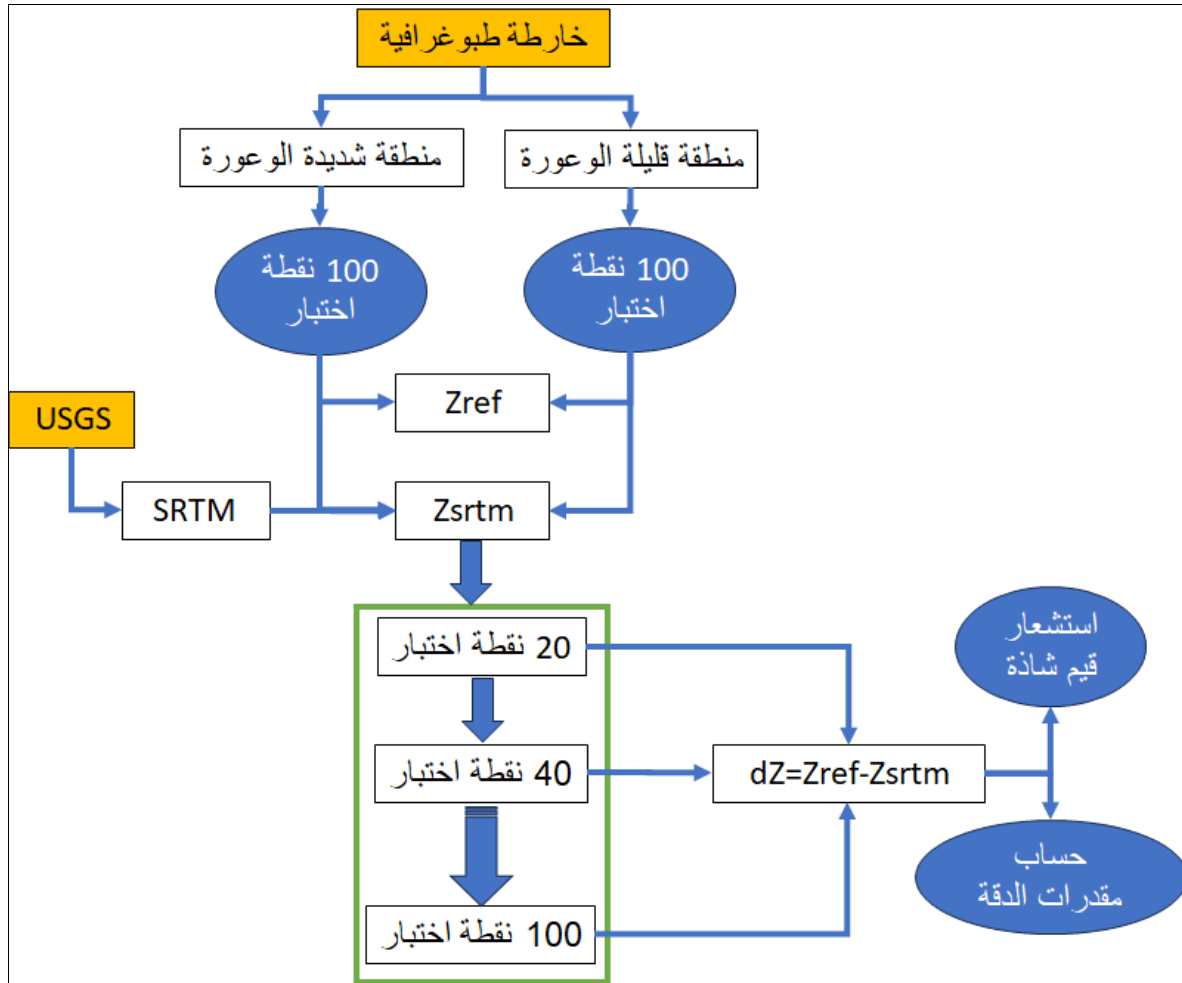 خارطة طبوغرافية
منطقة قليلة الوعورة
منطقة شديدة الوعورة
100 نقطة
اختبار
100 نقطة
اختبار
Zref
USGS
SRTM
Zsrtm
20 نقطة اختبار
استشعار
قيم شاذة
40 نقطة اختبار
dZ=Zref-Zsrtm
حساب
مقدرات الدقة
100 نقطة اختبار